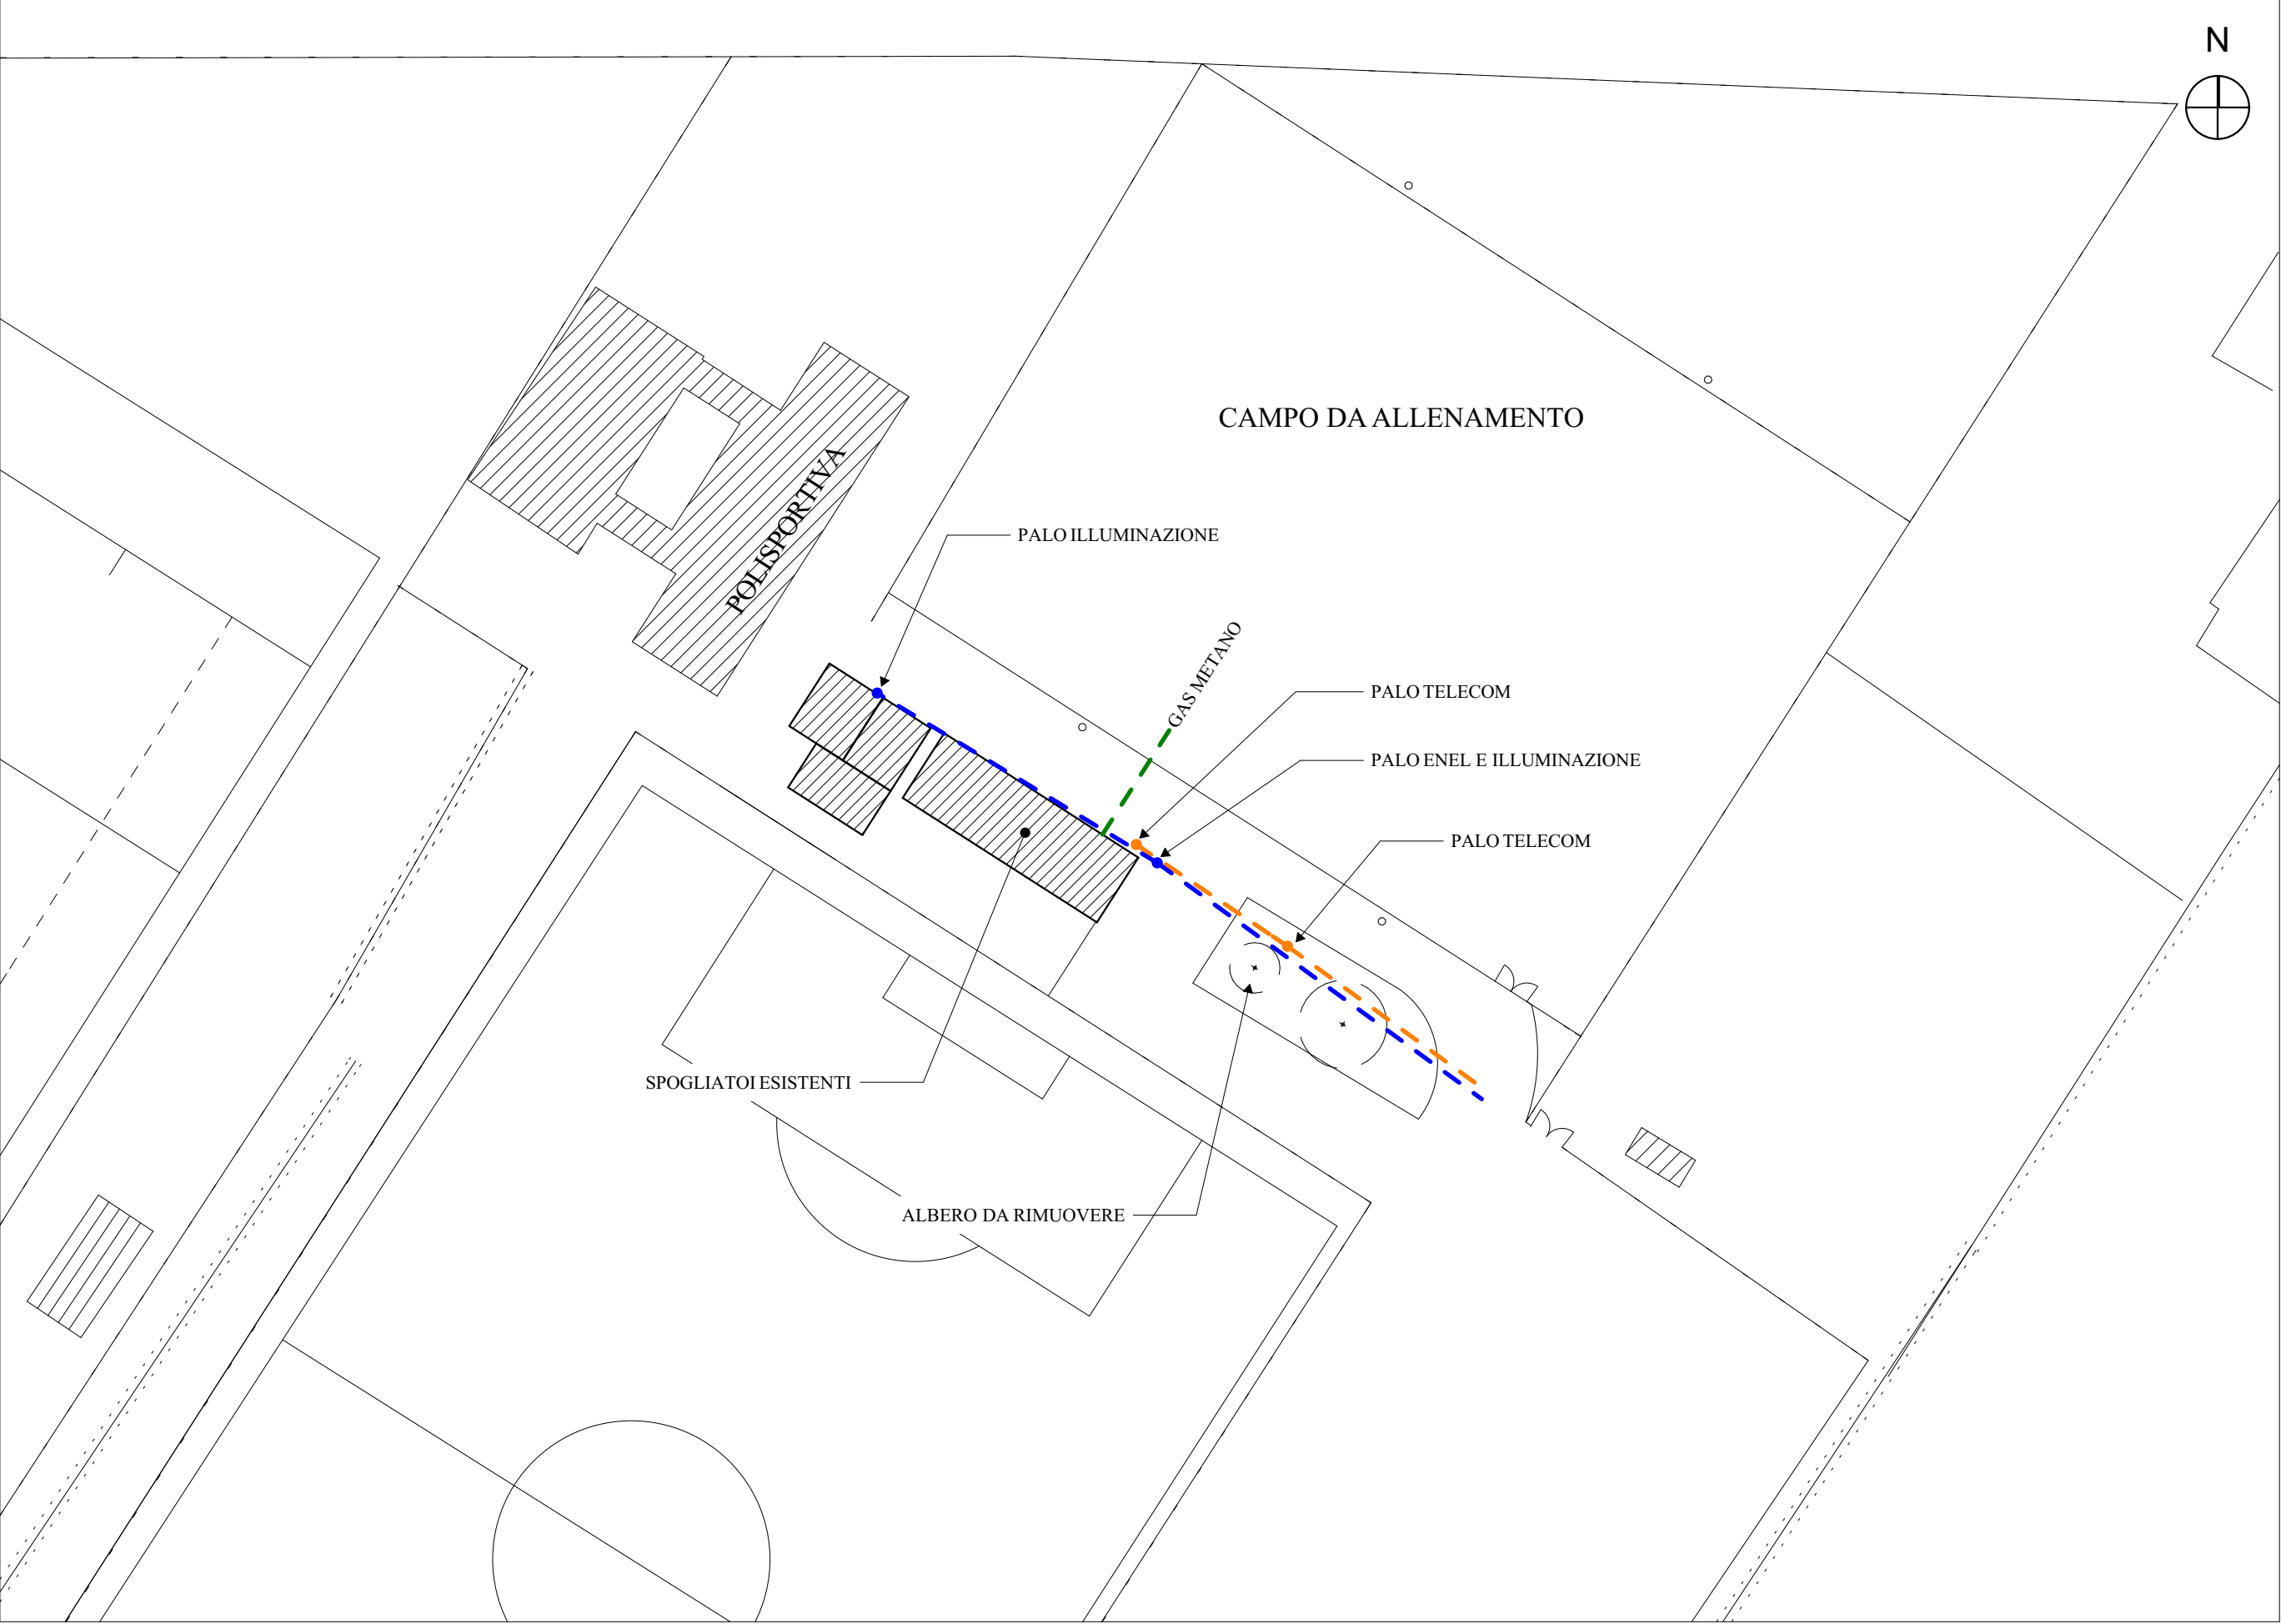 N
CAMPO DA ALLENAMENTO
POLISPORTIVA
PALO ILLUMINAZIONE
GAS METANO
PALO TELECOM
PALO ENEL E ILLUMINAZIONE
PALO TELECOM
SPOGLIATOI ESISTENTI
ALBERO DA RIMUOVERE